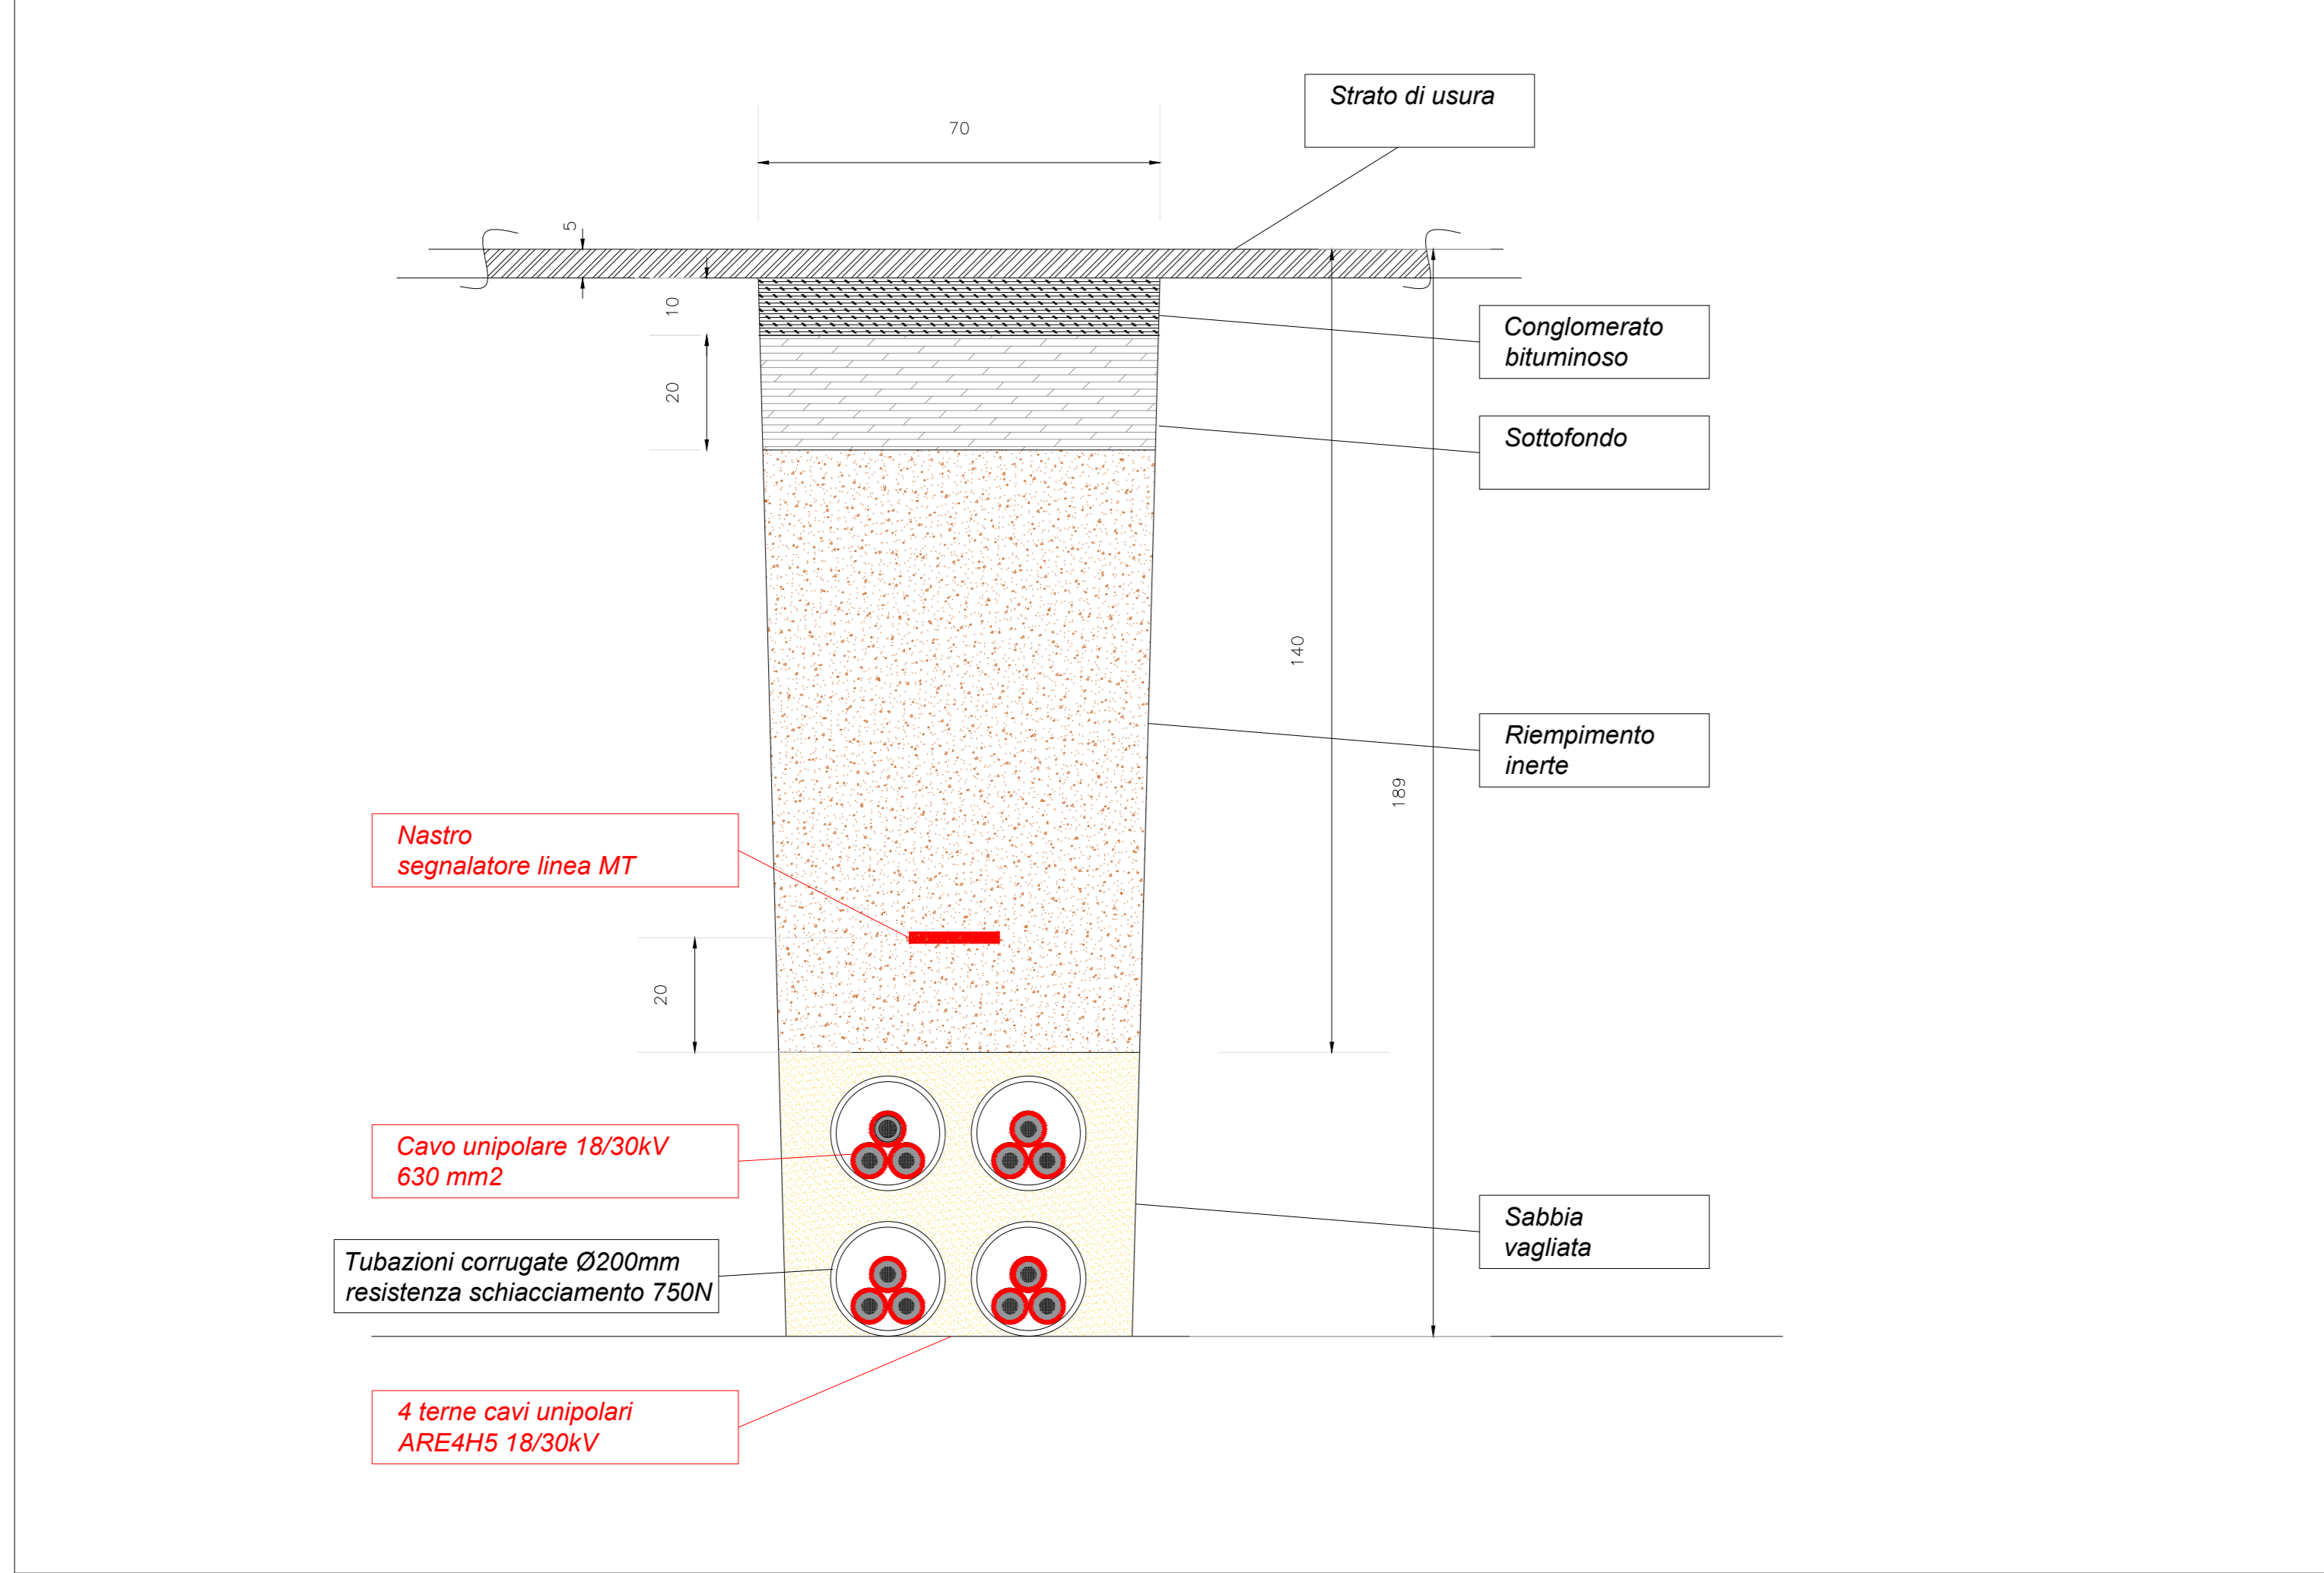 Strato di usura
70
5
10
Conglomerato
bituminoso
20
Sottofondo
140
Riempimento
inerte
189
Nastro
segnalatore linea MT
20
Cavo unipolare 18/30kV
630 mm2
Sabbia
vagliata
Tubazioni corrugate Ø200mm
resistenza schiacciamento 750N
4 terne cavi unipolari
ARE4H5 18/30kV